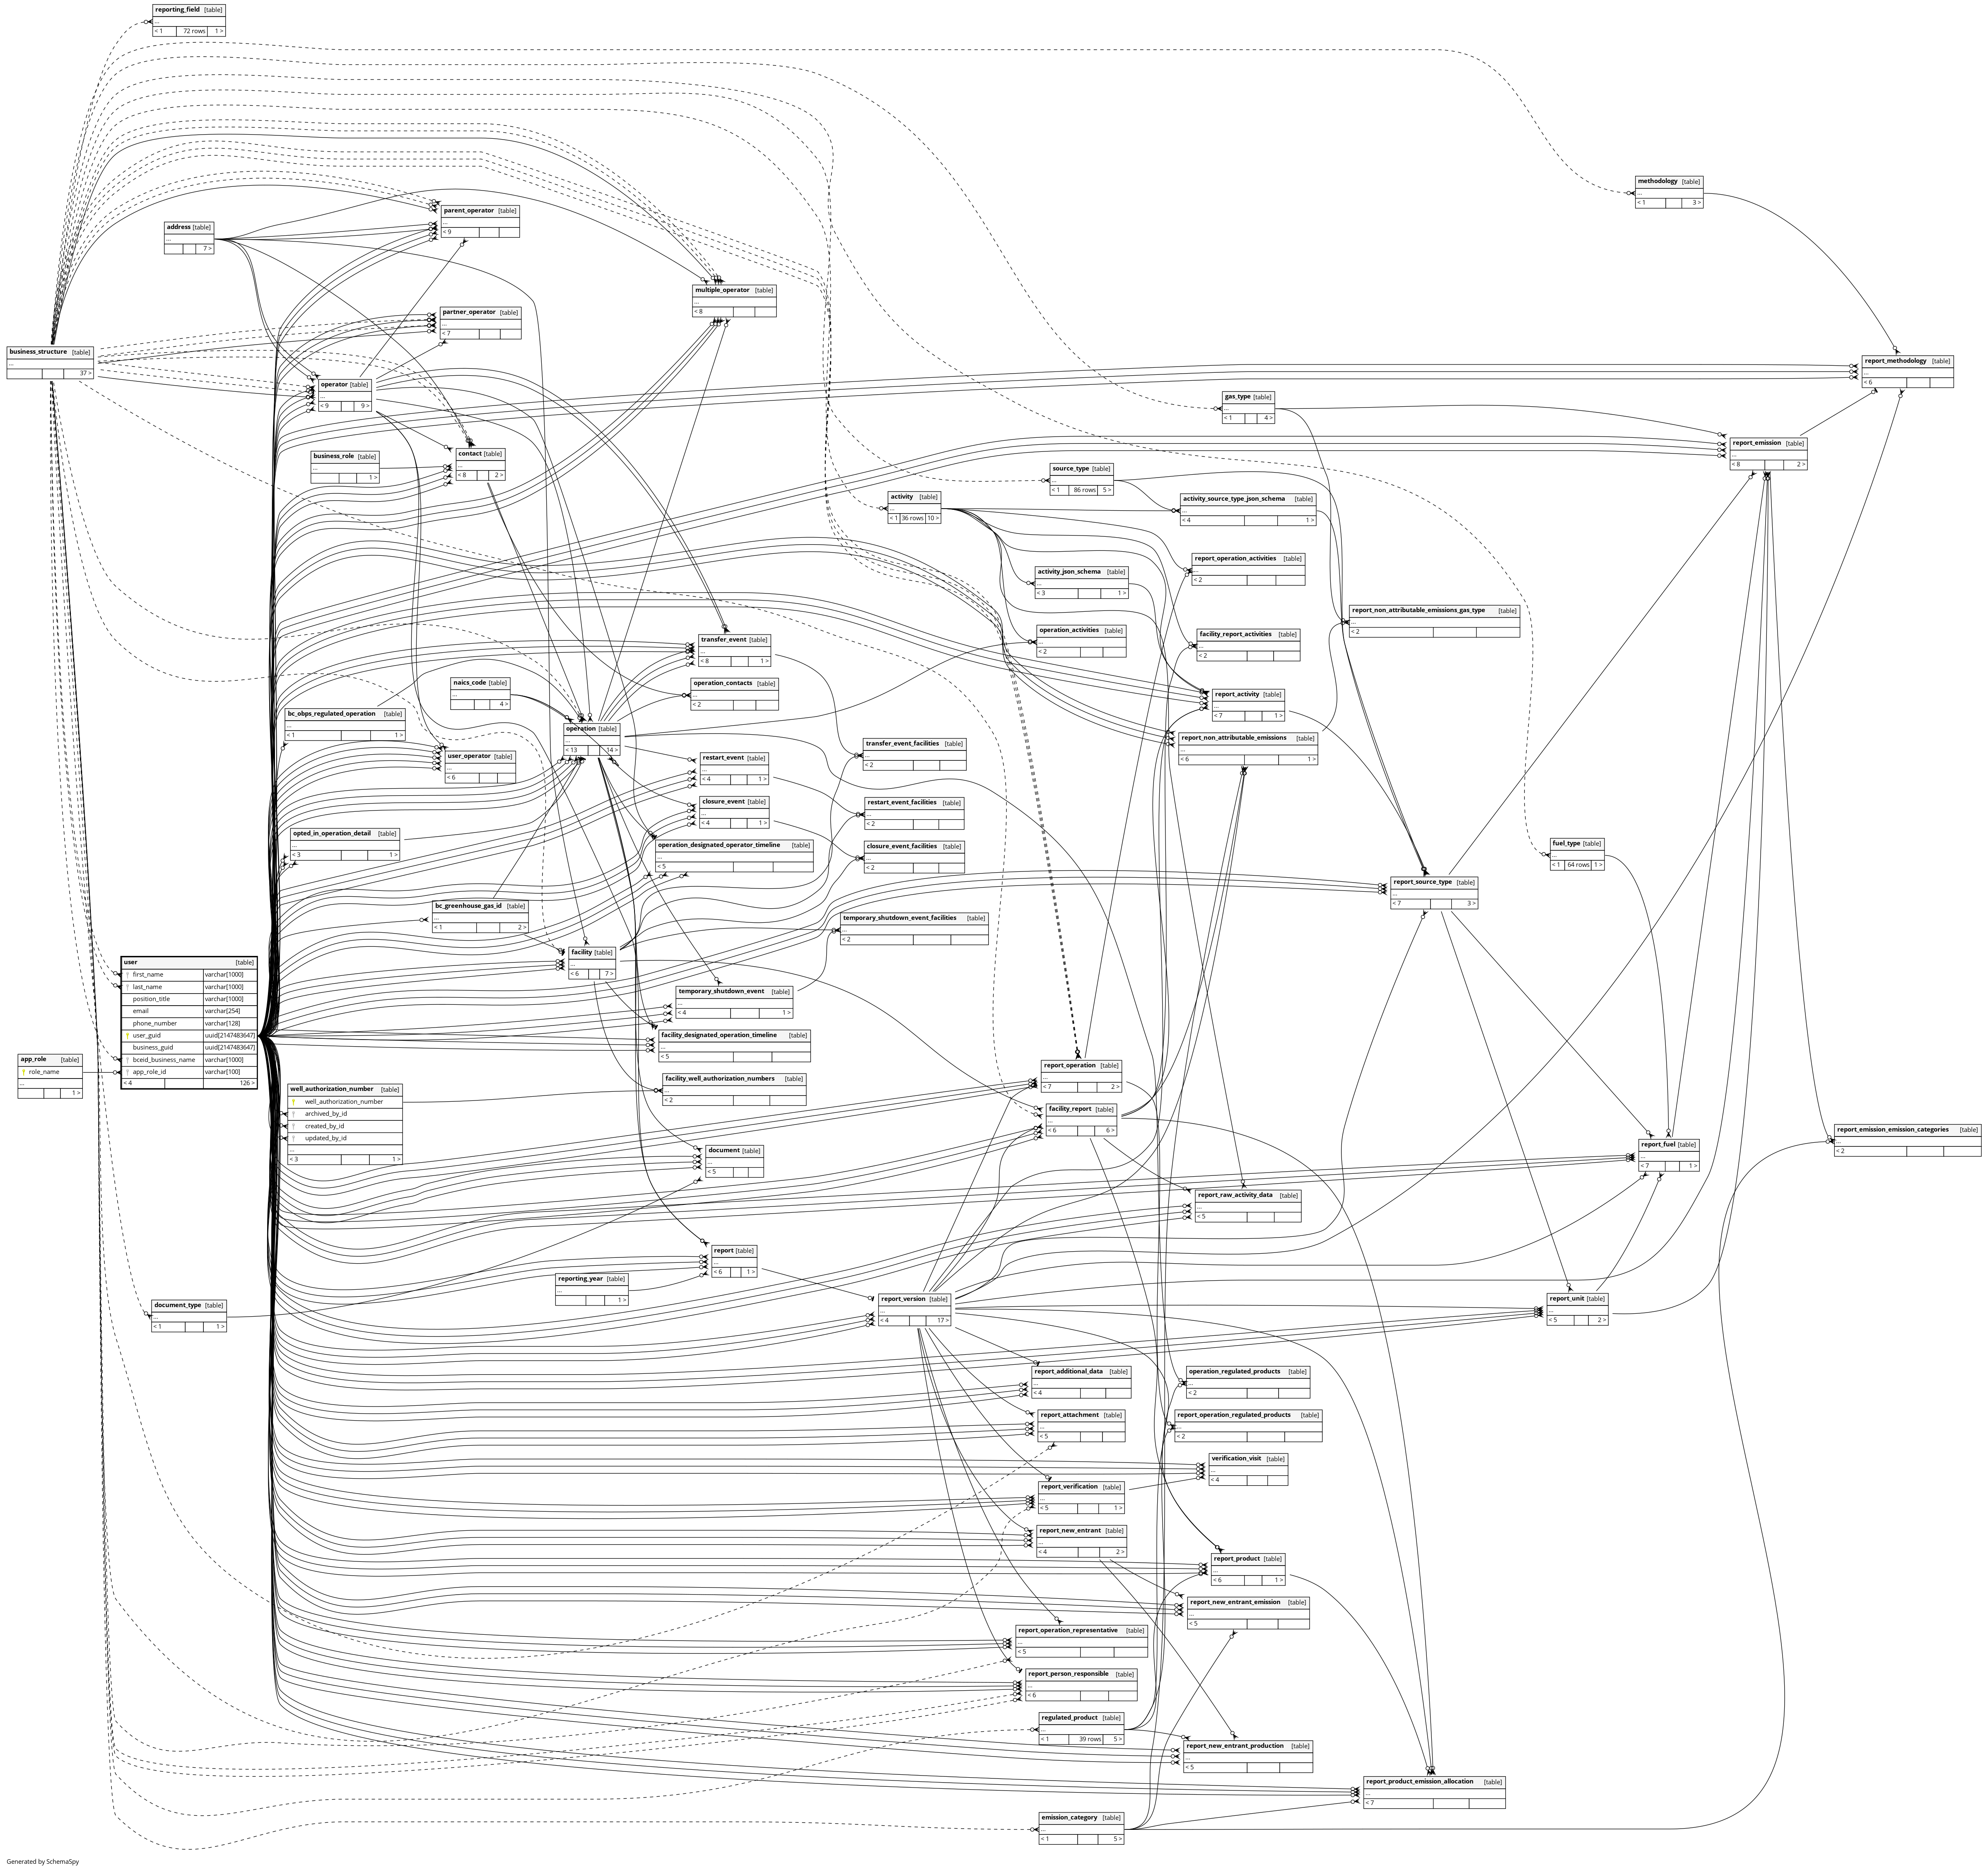 reporting_field [table]
...
< 1 72 rows 1 >
methodology [table]
...
< 1 3 >
parent_operator [table]
...
< 9
address [table]
...
7 >
multiple_operator [table]
...
< 8
partner_operator [table]
...
< 7
business_structure [table]
...
37 >
report_methodology [table]
...
< 6
operator [table]
...
< 9 9 >
gas_type [table]
...
< 1 4 >
report_emission [table]
...
< 8 2 >
business_role [table]
...
1 >
contact [table]
...
< 8 2 >
source_type [table]
...
< 1 86 rows 5 >
activity [table]
...
< 1 36 rows 10 >
activity_source_type_json_schema [table]
...
< 4 1 >
report_operation_activities [table]
...
< 2
activity_json_schema [table]
...
< 3 1 >
report_non_attributable_emissions_gas_type [table]
...
< 2
operation_activities [table]
...
< 2
facility_report_activities [table]
...
< 2
transfer_event [table]
...
< 8 1 >
naics_code [table]
...
4 >
operation_contacts [table]
...
< 2
report_activity [table]
...
< 7 1 >
bc_obps_regulated_operation [table]
...
< 1 1 >
operation [table]
...
< 13 14 >
report_non_attributable_emissions [table]
...
< 6 1 >
transfer_event_facilities [table]
...
< 2
user_operator [table]
...
< 6
restart_event [table]
...
< 4 1 >
closure_event [table]
...
< 4 1 >
restart_event_facilities [table]
...
< 2
opted_in_operation_detail [table]
...
< 3 1 >
operation_designated_operator_timeline [table]
...
< 5
closure_event_facilities [table]
...
< 2
fuel_type [table]
...
< 1 64 rows 1 >
report_source_type [table]
...
< 7 3 >
bc_greenhouse_gas_id [table]
...
< 1 2 >
temporary_shutdown_event_facilities [table]
...
< 2
facility [table]
...
< 6 7 >
user [table]
first_name varchar[1000]
last_name varchar[1000]
position_title varchar[1000]
email varchar[254]
phone_number varchar[128]
user_guid uuid[2147483647]
business_guid uuid[2147483647]
bceid_business_name varchar[1000]
app_role_id varchar[100]
< 4 126 >
temporary_shutdown_event [table]
...
< 4 1 >
facility_designated_operation_timeline [table]
...
< 5
app_role [table]
role_name
...
1 >
report_operation [table]
...
< 7 2 >
facility_well_authorization_numbers [table]
...
< 2
well_authorization_number [table]
well_authorization_number
archived_by_id
created_by_id
updated_by_id
...
< 3 1 >
facility_report [table]
...
< 6 6 >
report_emission_emission_categories [table]
...
< 2
report_fuel [table]
...
< 7 1 >
document [table]
...
< 5
report_raw_activity_data [table]
...
< 5
report [table]
...
< 6 1 >
reporting_year [table]
...
1 >
report_version [table]
...
< 4 17 >
report_unit [table]
...
< 5 2 >
document_type [table]
...
< 1 1 >
report_additional_data [table]
...
< 4
operation_regulated_products [table]
...
< 2
report_attachment [table]
...
< 5
report_operation_regulated_products [table]
...
< 2
verification_visit [table]
...
< 4
report_verification [table]
...
< 5 1 >
report_new_entrant [table]
...
< 4 2 >
report_product [table]
...
< 6 1 >
report_new_entrant_emission [table]
...
< 5
report_operation_representative [table]
...
< 5
report_person_responsible [table]
...
< 6
regulated_product [table]
...
< 1 39 rows 5 >
report_new_entrant_production [table]
...
< 5
report_product_emission_allocation [table]
...
< 7
emission_category [table]
...
< 1 5 >
Generated by SchemaSpy